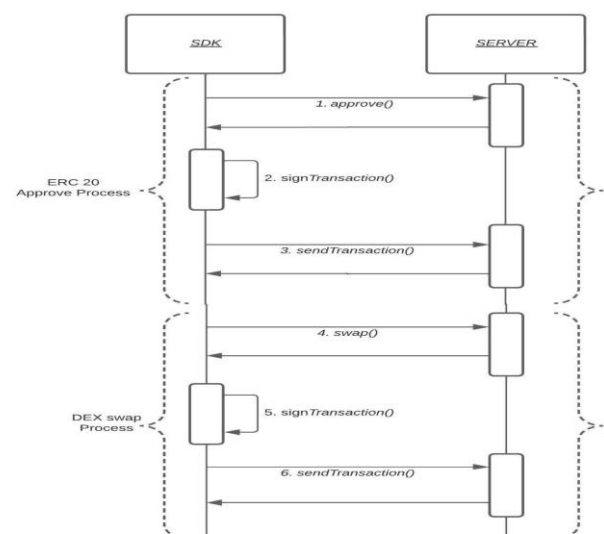 SDK
SERVER
1. approve()
2. signTransaction()
ERC 20
Approve Process
3. sendTransaction()
4. swap()
5. signTransaction()
DEX swap
Process
6. sendTransaction()